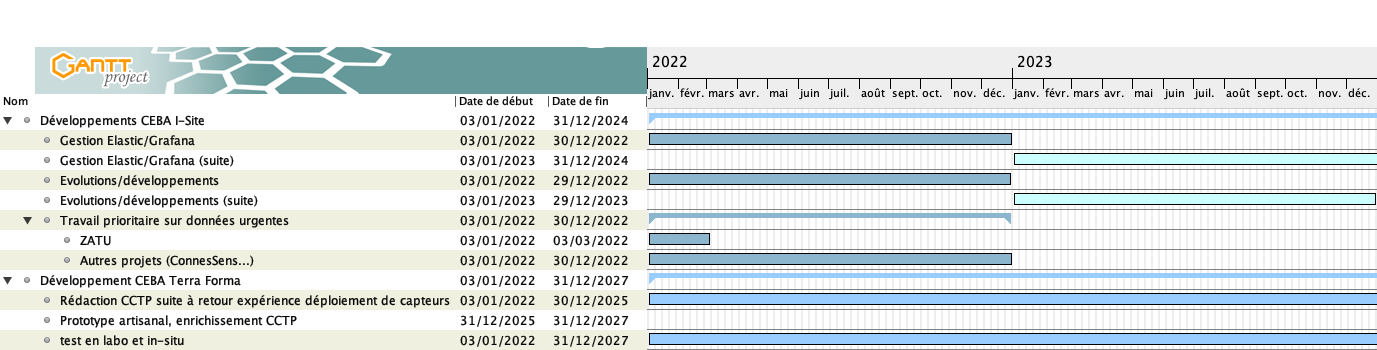 GANTT project
2022 2023
janv. févr. mars avr. mai juin juil. août sept. oct. nov. déc. janv. févr. mars avr. mai juin juil. août sept. oct. nov. déc.
Nom Date de début Date de fin
Développements CEBA I-Site 03/01/2022 31/12/2024
Gestion Elastic/Grafana 03/01/2022 30/12/2022
Gestion Elastic/Grafana (suite) 03/01/2023 31/12/2024
Evolutions/développements 03/01/2022 29/12/2022
Evolutions/développements (suite) 03/01/2023 29/12/2023
Travail prioritaire sur données urgentes 03/01/2022 30/12/2022
ZATU 03/01/2022 03/03/2022
Autres projets (ConnesSens...) 03/01/2022 30/12/2022
Développement CEBA Terra Forma 03/01/2022 31/12/2027
Rédaction CCTP suite à retour expérience déploiement de capteurs 03/01/2022 30/12/2025
Prototype artisanal, enrichissement CCTP 31/12/2025 31/12/2027
test en labo et in-situ 03/01/2022 31/12/2027